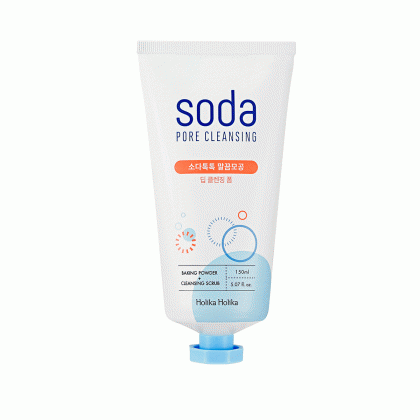 soda
PORE CLEANSING
소다톡톡 말끔모공
딥 클렌징 폼
BAKING POWDER
+
CLEANSING SCRUB
150ml
5.07 fl. oz
Holika Holika